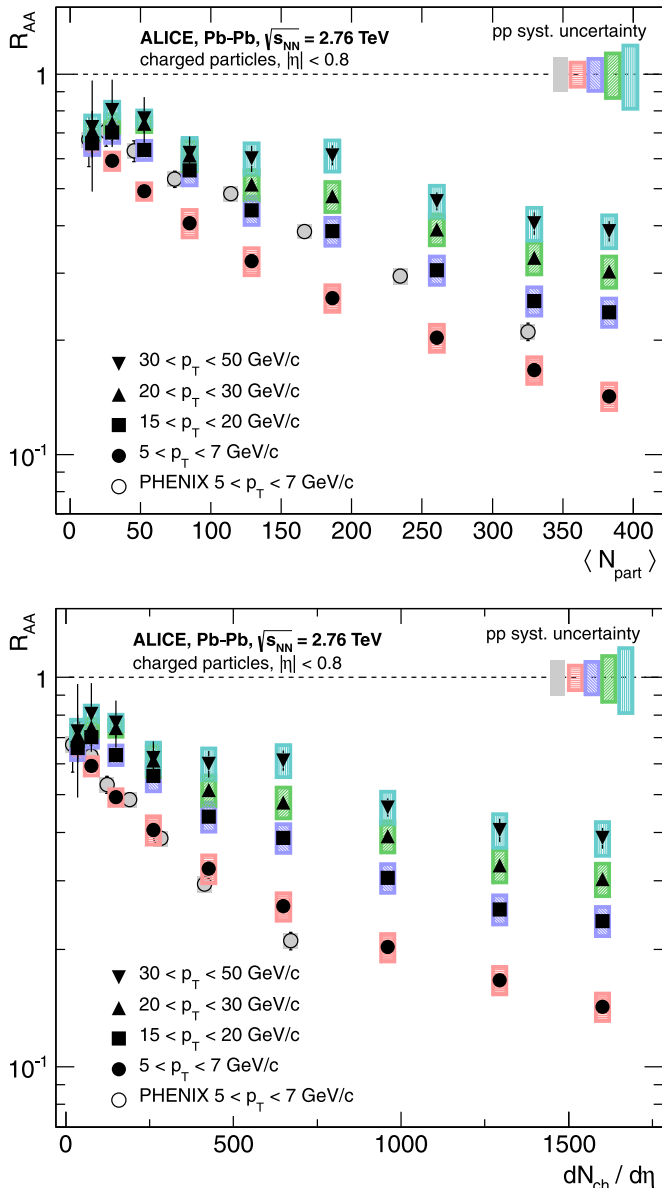 R_AA
ALICE, Pb-Pb, √s_NN = 2.76 TeV
charged particles, |η| < 0.8
pp syst. uncertainty
1
30 < p_T < 50 GeV/c
20 < p_T < 30 GeV/c
15 < p_T < 20 GeV/c
5 < p_T < 7 GeV/c
PHENIX 5 < p_T < 7 GeV/c
10^-1
0 50 100 150 200 250 300 350 400
⟨ N_part ⟩
R_AA
ALICE, Pb-Pb, √s_NN = 2.76 TeV
charged particles, |η| < 0.8
pp syst. uncertainty
1
30 < p_T < 50 GeV/c
20 < p_T < 30 GeV/c
15 < p_T < 20 GeV/c
5 < p_T < 7 GeV/c
PHENIX 5 < p_T < 7 GeV/c
10^-1
0 500 1000 1500
dN_ch / dη